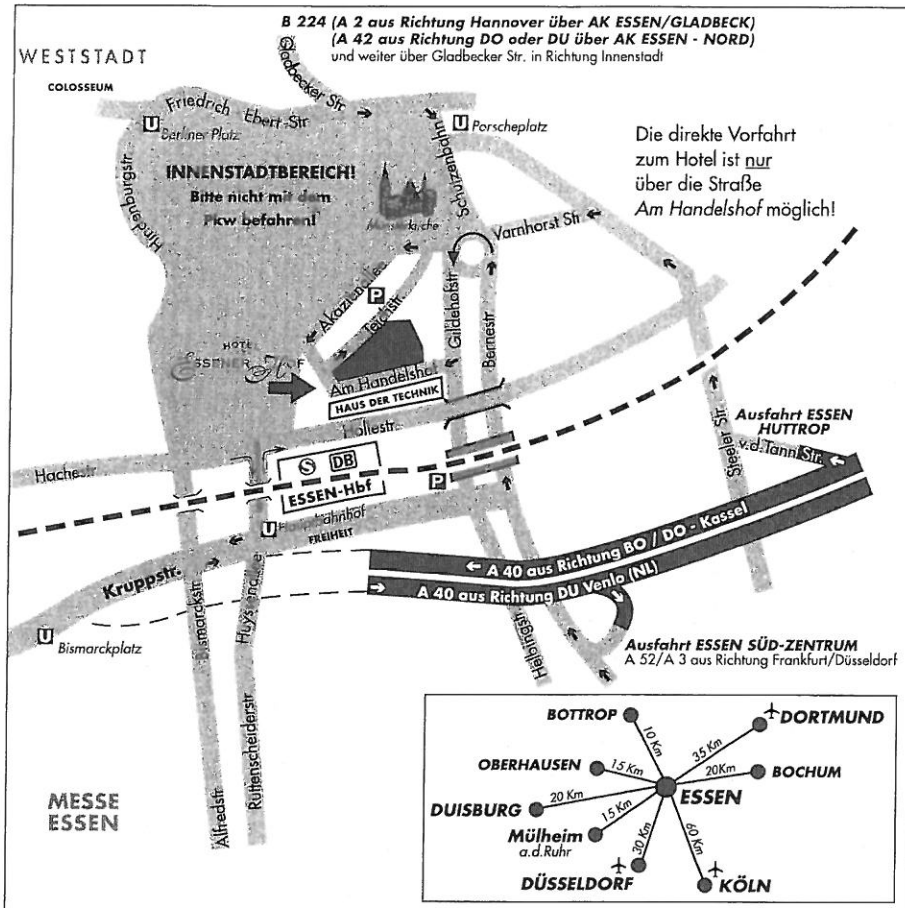 B 224 (A 2 aus Richtung Hannover über AK ESSEN/GLADBECK)
(A 42 aus Richtung DO oder DU über AK ESSEN - NORD)
und weiter über Gladbecker Str. in Richtung Innenstadt
WESTSTADT
COLOSSEUM
Gladbecker Str.
Friedrich Ebert-Str
U Berliner Platz
U Porscheplatz
Schützenbahn
Hindenburgstr.
INNENSTADTBEREICH!
Bitte nicht mit dem
Pkw befahren!
Münsterkirche
Die direkte Vorfahrt
zum Hotel ist nur
über die Straße
Am Handelshof möglich!
Varnhorst Str.
Akazienallee
P
Teichstr.
Gildehofstr
Bernestr.
HOTEL
ESSENER HOF
Am Handelshof
HAUS DER TECHNIK
Hollestr.
Hachestr
S DB
ESSEN-Hbf
P
U Hauptbahnhof
FREIHEIT
Steeler Str
Ausfahrt ESSEN
HUTTROP
v.d.Tann Str.
A 40 aus Richtung BO / DO - Kassel
A 40 aus Richtung DU Venlo (NL)
Kruppstr.
U Bismarckplatz
Bismarckstr
Ausfahrt ESSEN SÜD-ZENTRUM
A 52/A 3 aus Richtung Frankfurt/Düsseldorf
Alfredstr
Rüttenscheiderstr
MESSE
ESSEN
BOTTROP
10 Km
DORTMUND
35 Km
OBERHAUSEN
15 Km
20Km
BOCHUM
ESSEN
DUISBURG
20 Km
15 Km
Mülheim
a.d.Ruhr
30 Km
60 Km
DÜSSELDORF
KÖLN